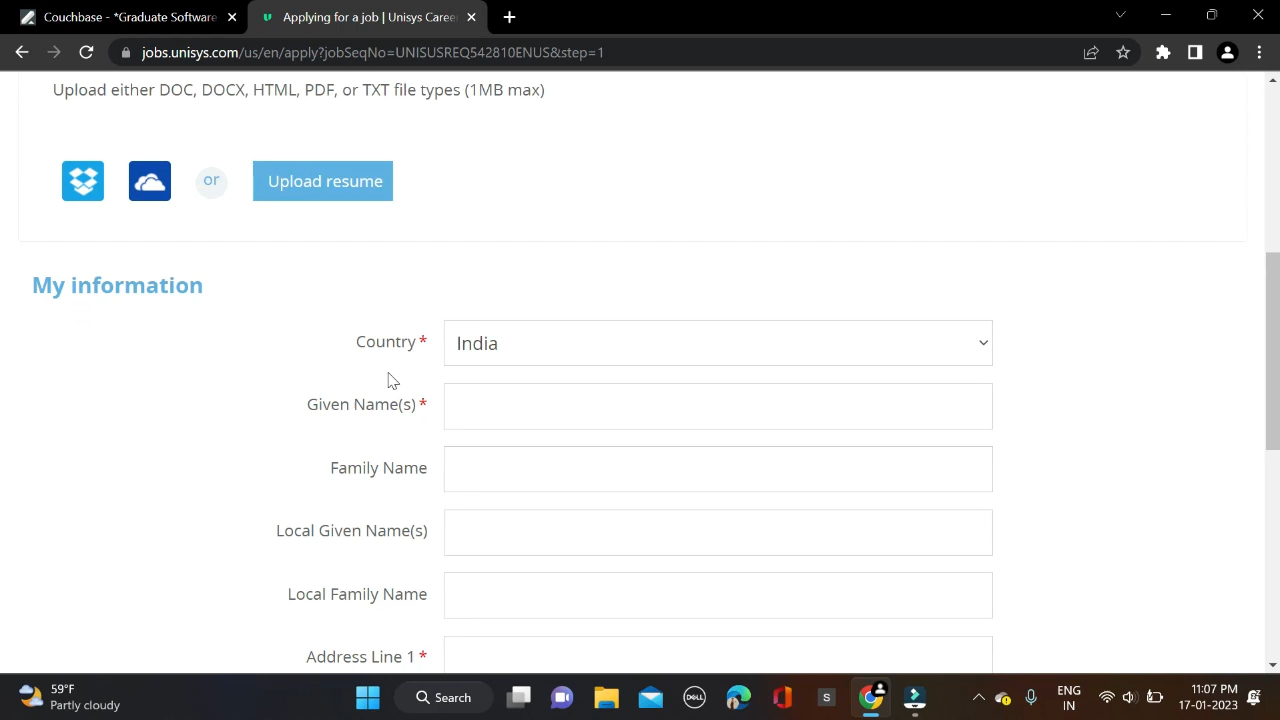 Couchbase - *Graduate Software
Applying for a job | Unisys Caree
jobs.unisys.com/us/en/apply?jobSeqNo=UNISUSREQ542810ENUS&step=1
Upload either DOC, DOCX, HTML, PDF, or TXT file types (1MB max)
or
Upload resume
My information
Country *
India
Given Name(s) *
Family Name
Local Given Name(s)
Local Family Name
Address Line 1 *
59°F
Partly cloudy
Search
DELL
S
ENG
IN
11:07 PM
17-01-2023